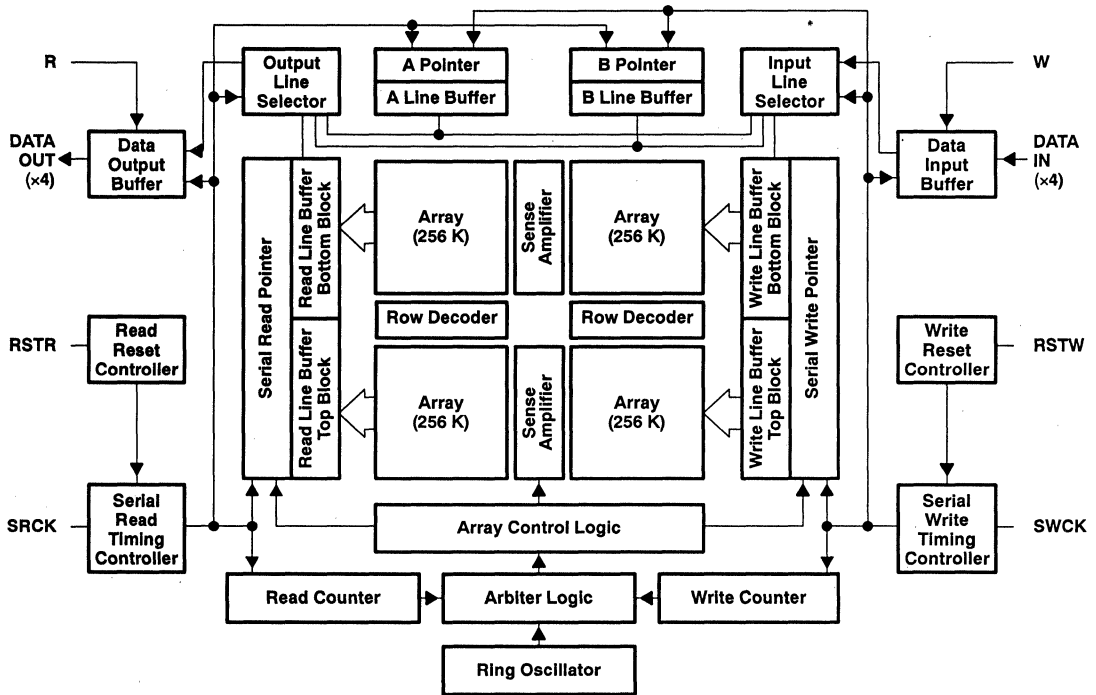 R
Output
Line
Selector
A Pointer
A Line Buffer
B Pointer
B Line Buffer
Input
Line
Selector
W
DATA
OUT
(×4)
Data
Output
Buffer
Data
Input
Buffer
DATA
IN
(×4)
Serial Read Pointer
Read Line Buffer
Bottom Block
Array
(256 K)
Sense
Amplifier
Array
(256 K)
Write Line Buffer
Bottom Block
Serial Write Pointer
Row Decoder
Row Decoder
RSTR
Read
Reset
Controller
Write
Reset
Controller
RSTW
Read Line Buffer
Top Block
Array
(256 K)
Sense
Amplifier
Array
(256 K)
Write Line Buffer
Top Block
SRCK
Serial
Read
Timing
Controller
Array Control Logic
Serial
Write
Timing
Controller
SWCK
Read Counter
Arbiter Logic
Write Counter
Ring Oscillator